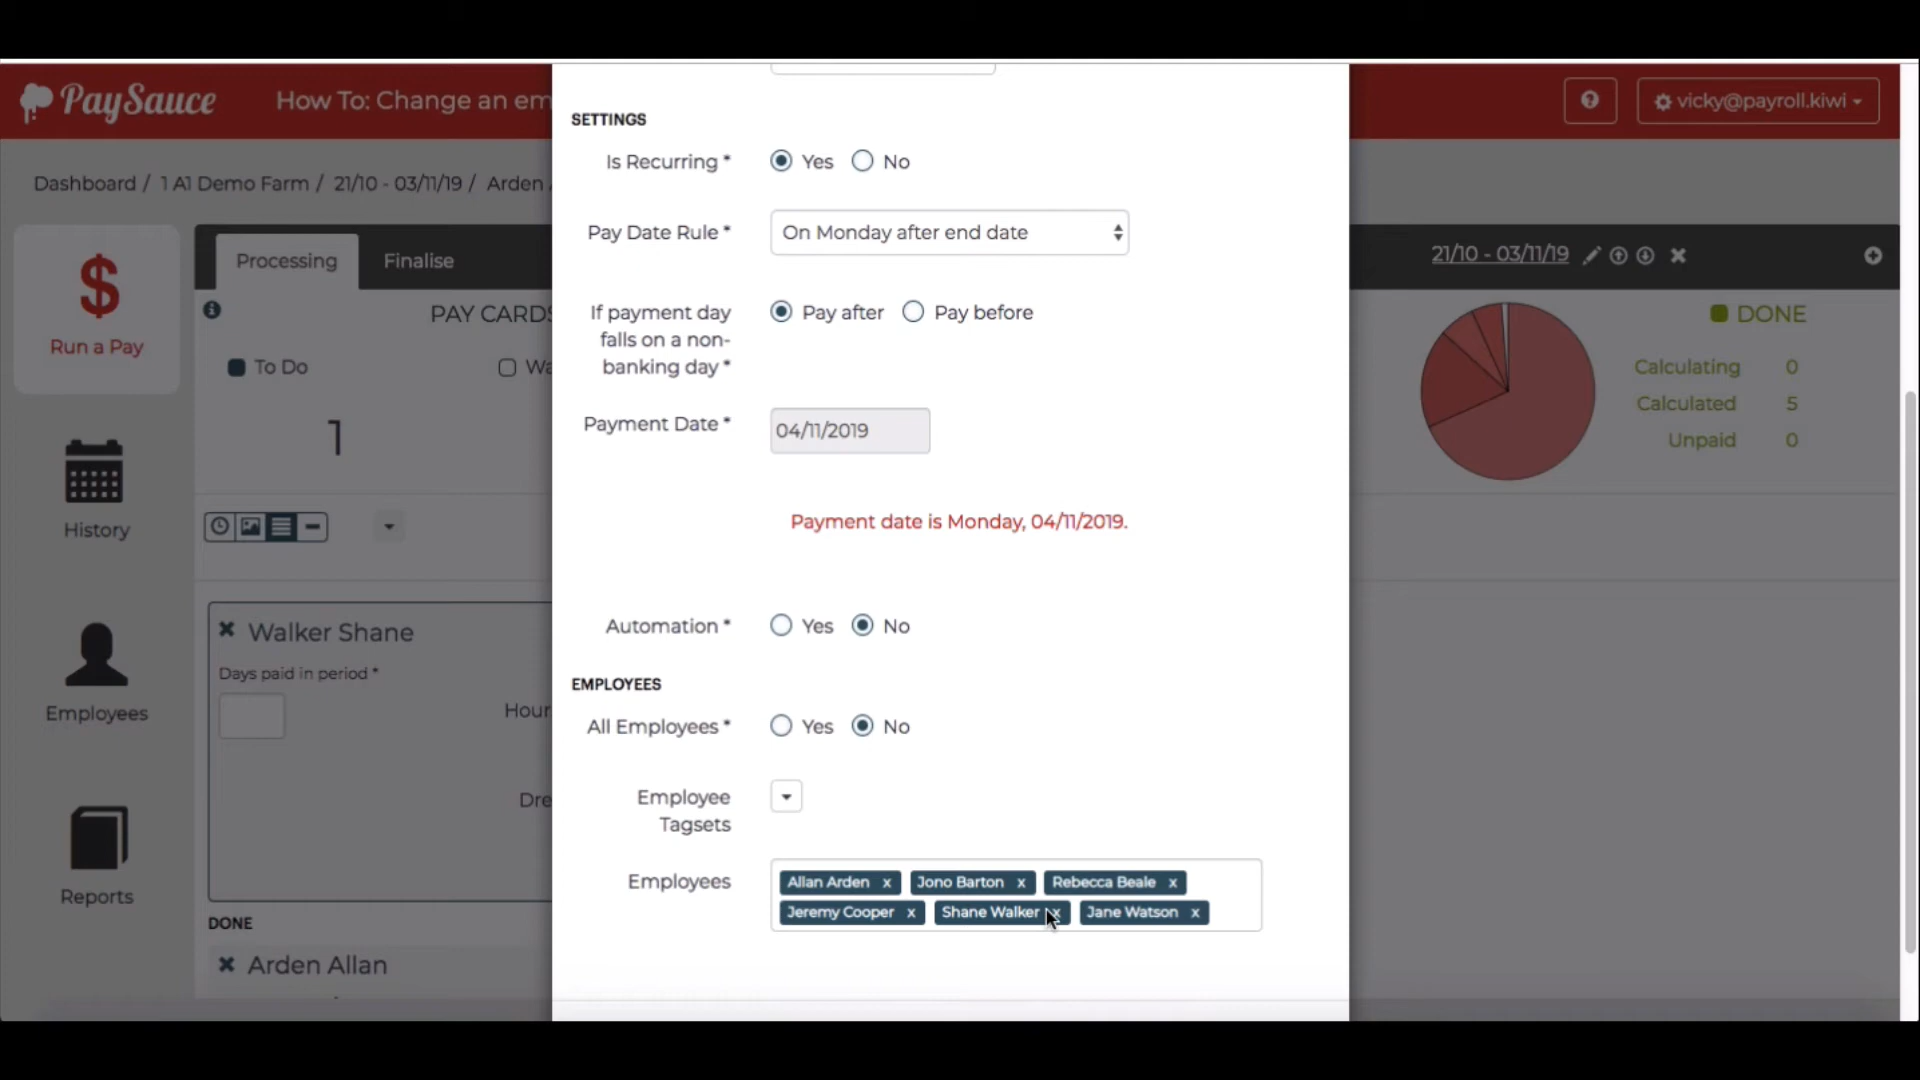 PaySauce
How To: Change an em
vicky@payroll.kiwi
Dashboard / 1 A1 Demo Farm / 21/10 - 03/11/19 / Arden
Run a Pay
History
Employees
Reports
Processing
Finalise
21/10 - 03/11/19
PAY CARDS
To Do
Wa
1
Walker Shane
Days paid in period *
Hour
Dre
DONE
Arden Allan
SETTINGS
Is Recurring * Yes No
Pay Date Rule * On Monday after end date
If payment day
falls on a non-
banking day *
Pay after Pay before
Payment Date * 04/11/2019
Payment date is Monday, 04/11/2019.
Automation * Yes No
EMPLOYEES
All Employees * Yes No
Employee
Tagsets
Employees
Allan Arden x Jono Barton x Rebecca Beale x
Jeremy Cooper x Shane Walker x Jane Watson x
DONE
Calculating 0
Calculated 5
Unpaid 0